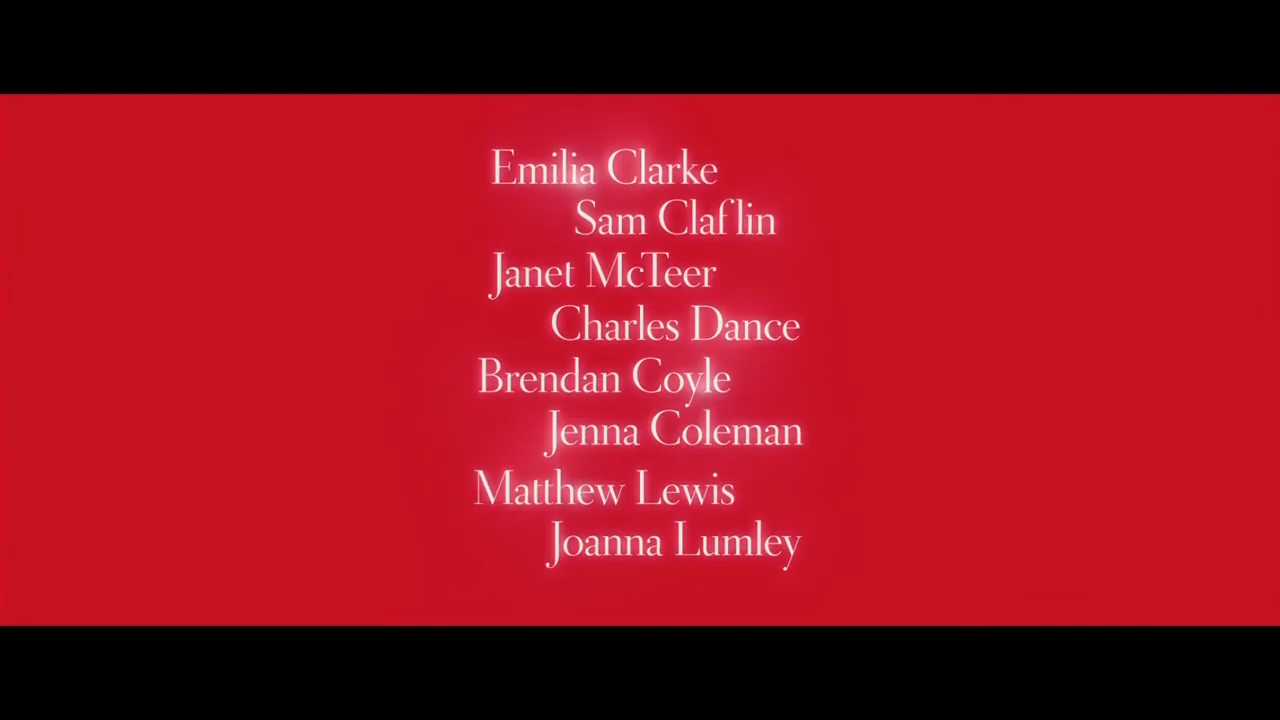 Emilia Clarke
Sam Claflin
Janet McTeer
Charles Dance
Brendan Coyle
Jenna Coleman
Matthew Lewis
Joanna Lumley